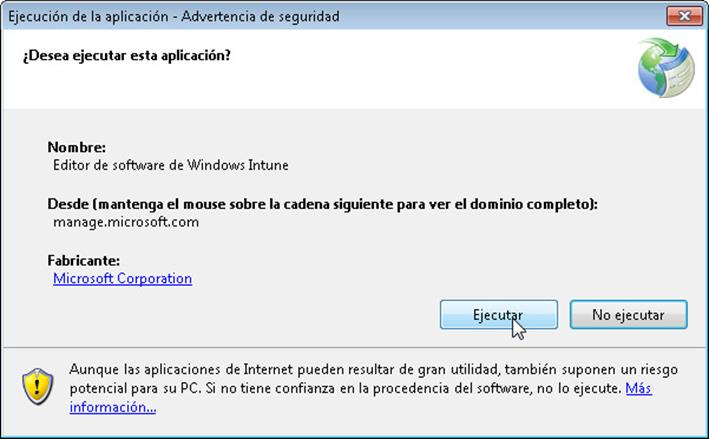 Ejecución de la aplicación - Advertencia de seguridad
¿Desea ejecutar esta aplicación?
Nombre:
Editor de software de Windows Intune
Desde (mantenga el mouse sobre la cadena siguiente para ver el dominio completo):
manage.microsoft.com
Fabricante:
Microsoft Corporation
Ejecutar No ejecutar
Aunque las aplicaciones de Internet pueden resultar de gran utilidad, también suponen un riesgo
potencial para su PC. Si no tiene confianza en la procedencia del software, no lo ejecute. Más
información...